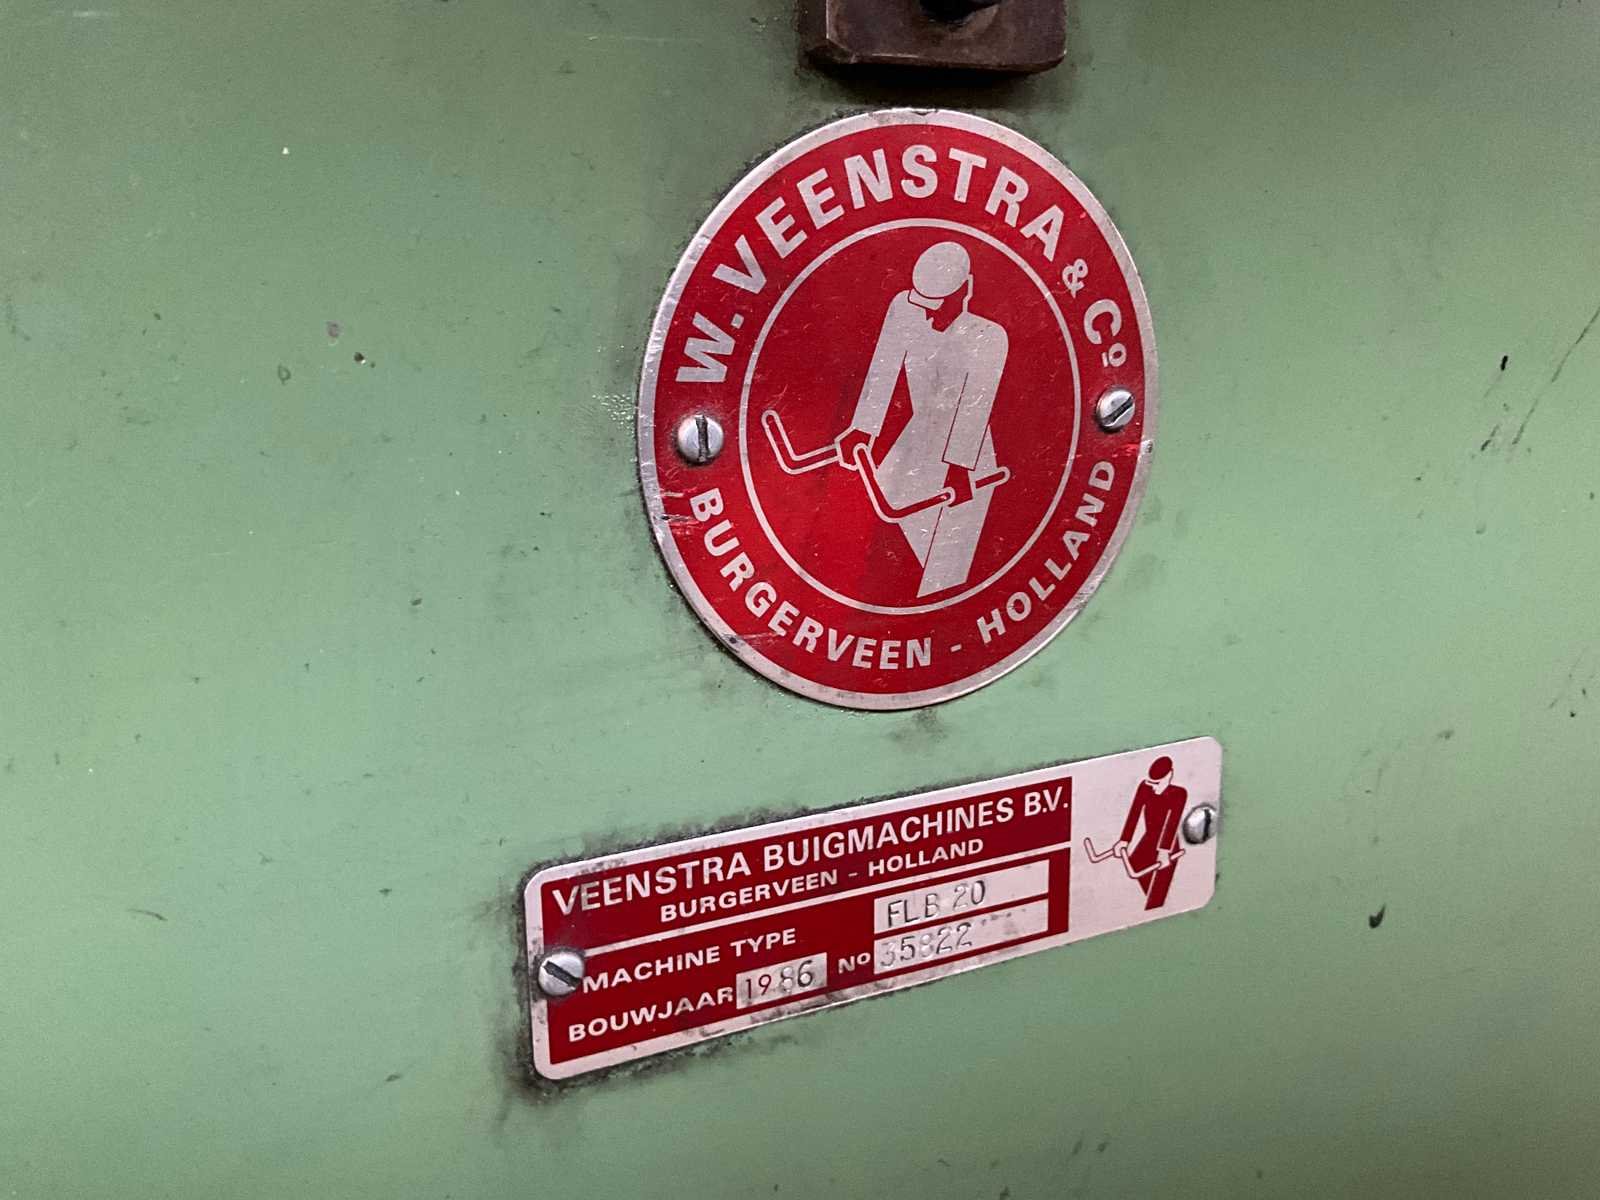 W. VEENSTRA & Cº
BURGERVEEN - HOLLAND
VEENSTRA BUIGMACHINES B.V.
BURGERVEEN - HOLLAND
MACHINE TYPE FLB 20
BOUWJAAR 1986 No 35822